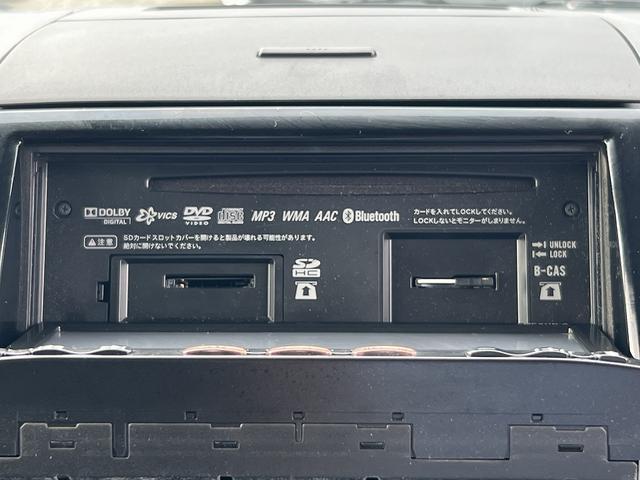 DOLBY DIGITAL VICS DVD VIDEO disc MP3 WMA AAC Bluetooth
カードを入れてLOCKしてください。
LOCKしないとモニターがしまりません。
注意 SDカードスロットカバーを開けると製品が壊れる可能性があります。
絶対に開けないでください。
UNLOCK
LOCK
SD HC
B-CAS